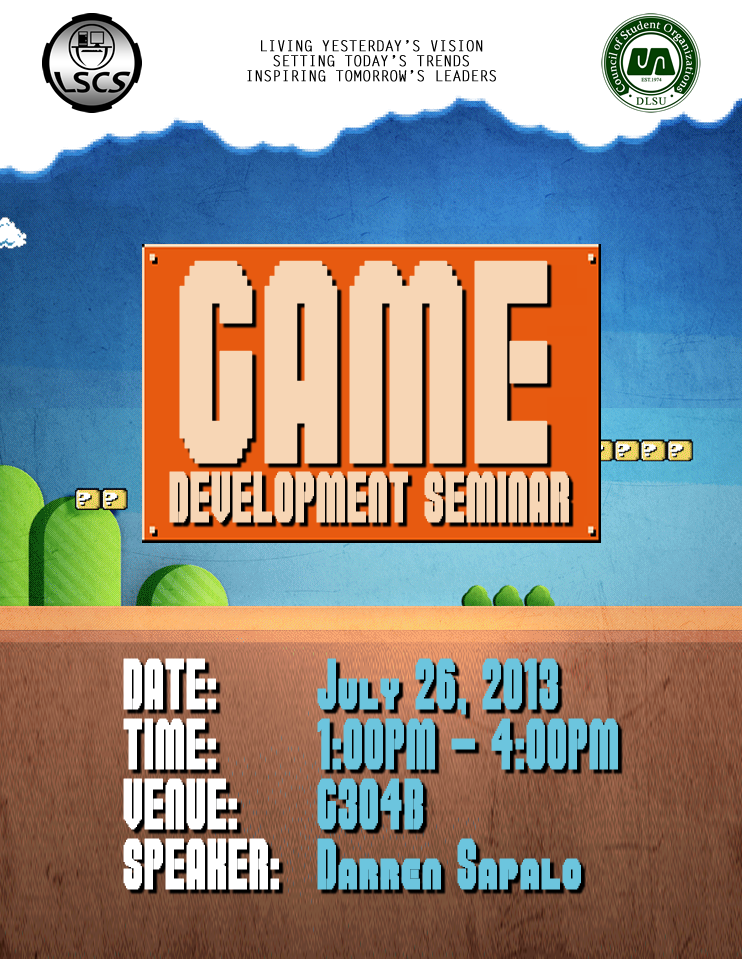 LSCS
LIVING YESTERDAY'S VISION
SETTING TODAY'S TRENDS
INSPIRING TOMORROW'S LEADERS
Council of Student Organizations
EST.1974
• DLSU •
GAME
DEVELOPMENT SEMINAR
? ? ?
? ?
DATE: July 26, 2013
TIME: 1:00PM – 4:00PM
VENUE: G304B
SPEAKER: Darren Sapalo